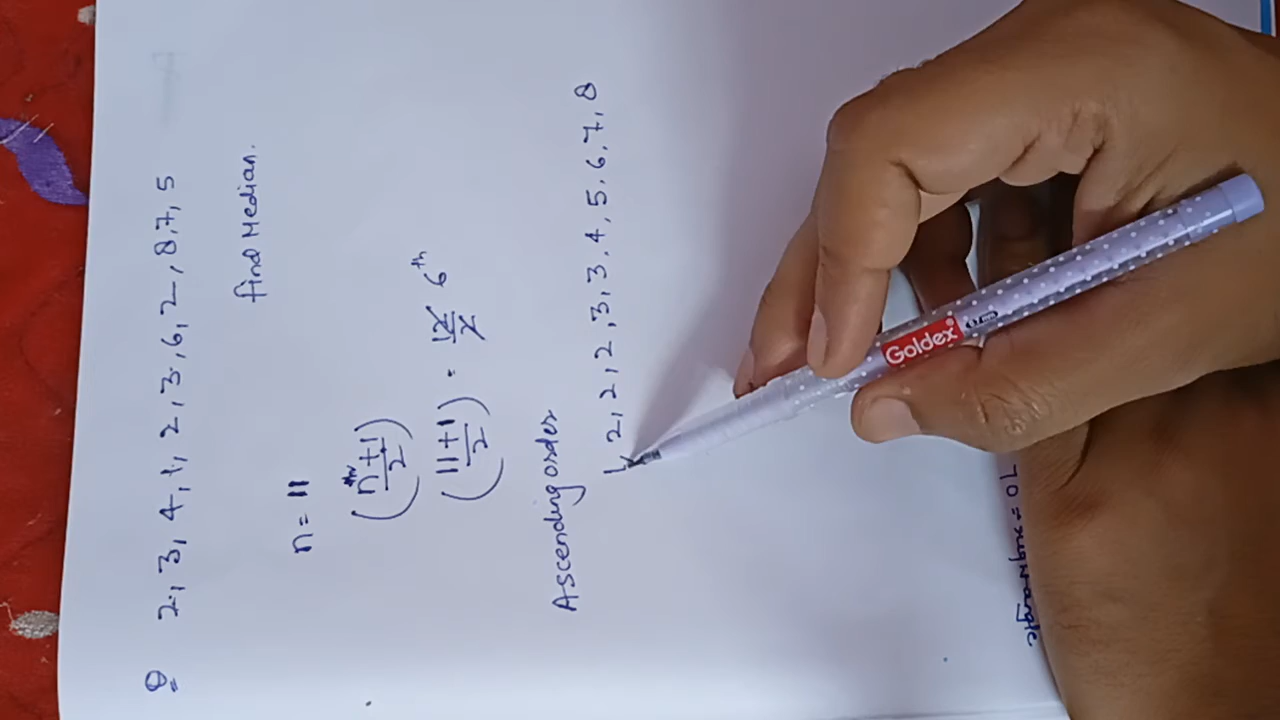 Q 2, 3, 4, 1, 2, 3, 6, 2, 8, 7, 5
find Median.
n = 11
(n+1/2)th
(11+1/2) = 12/2 6th
Ascending order
1, 2, 2, 2, 3, 3, 4, 5, 6, 7, 8
Goldex